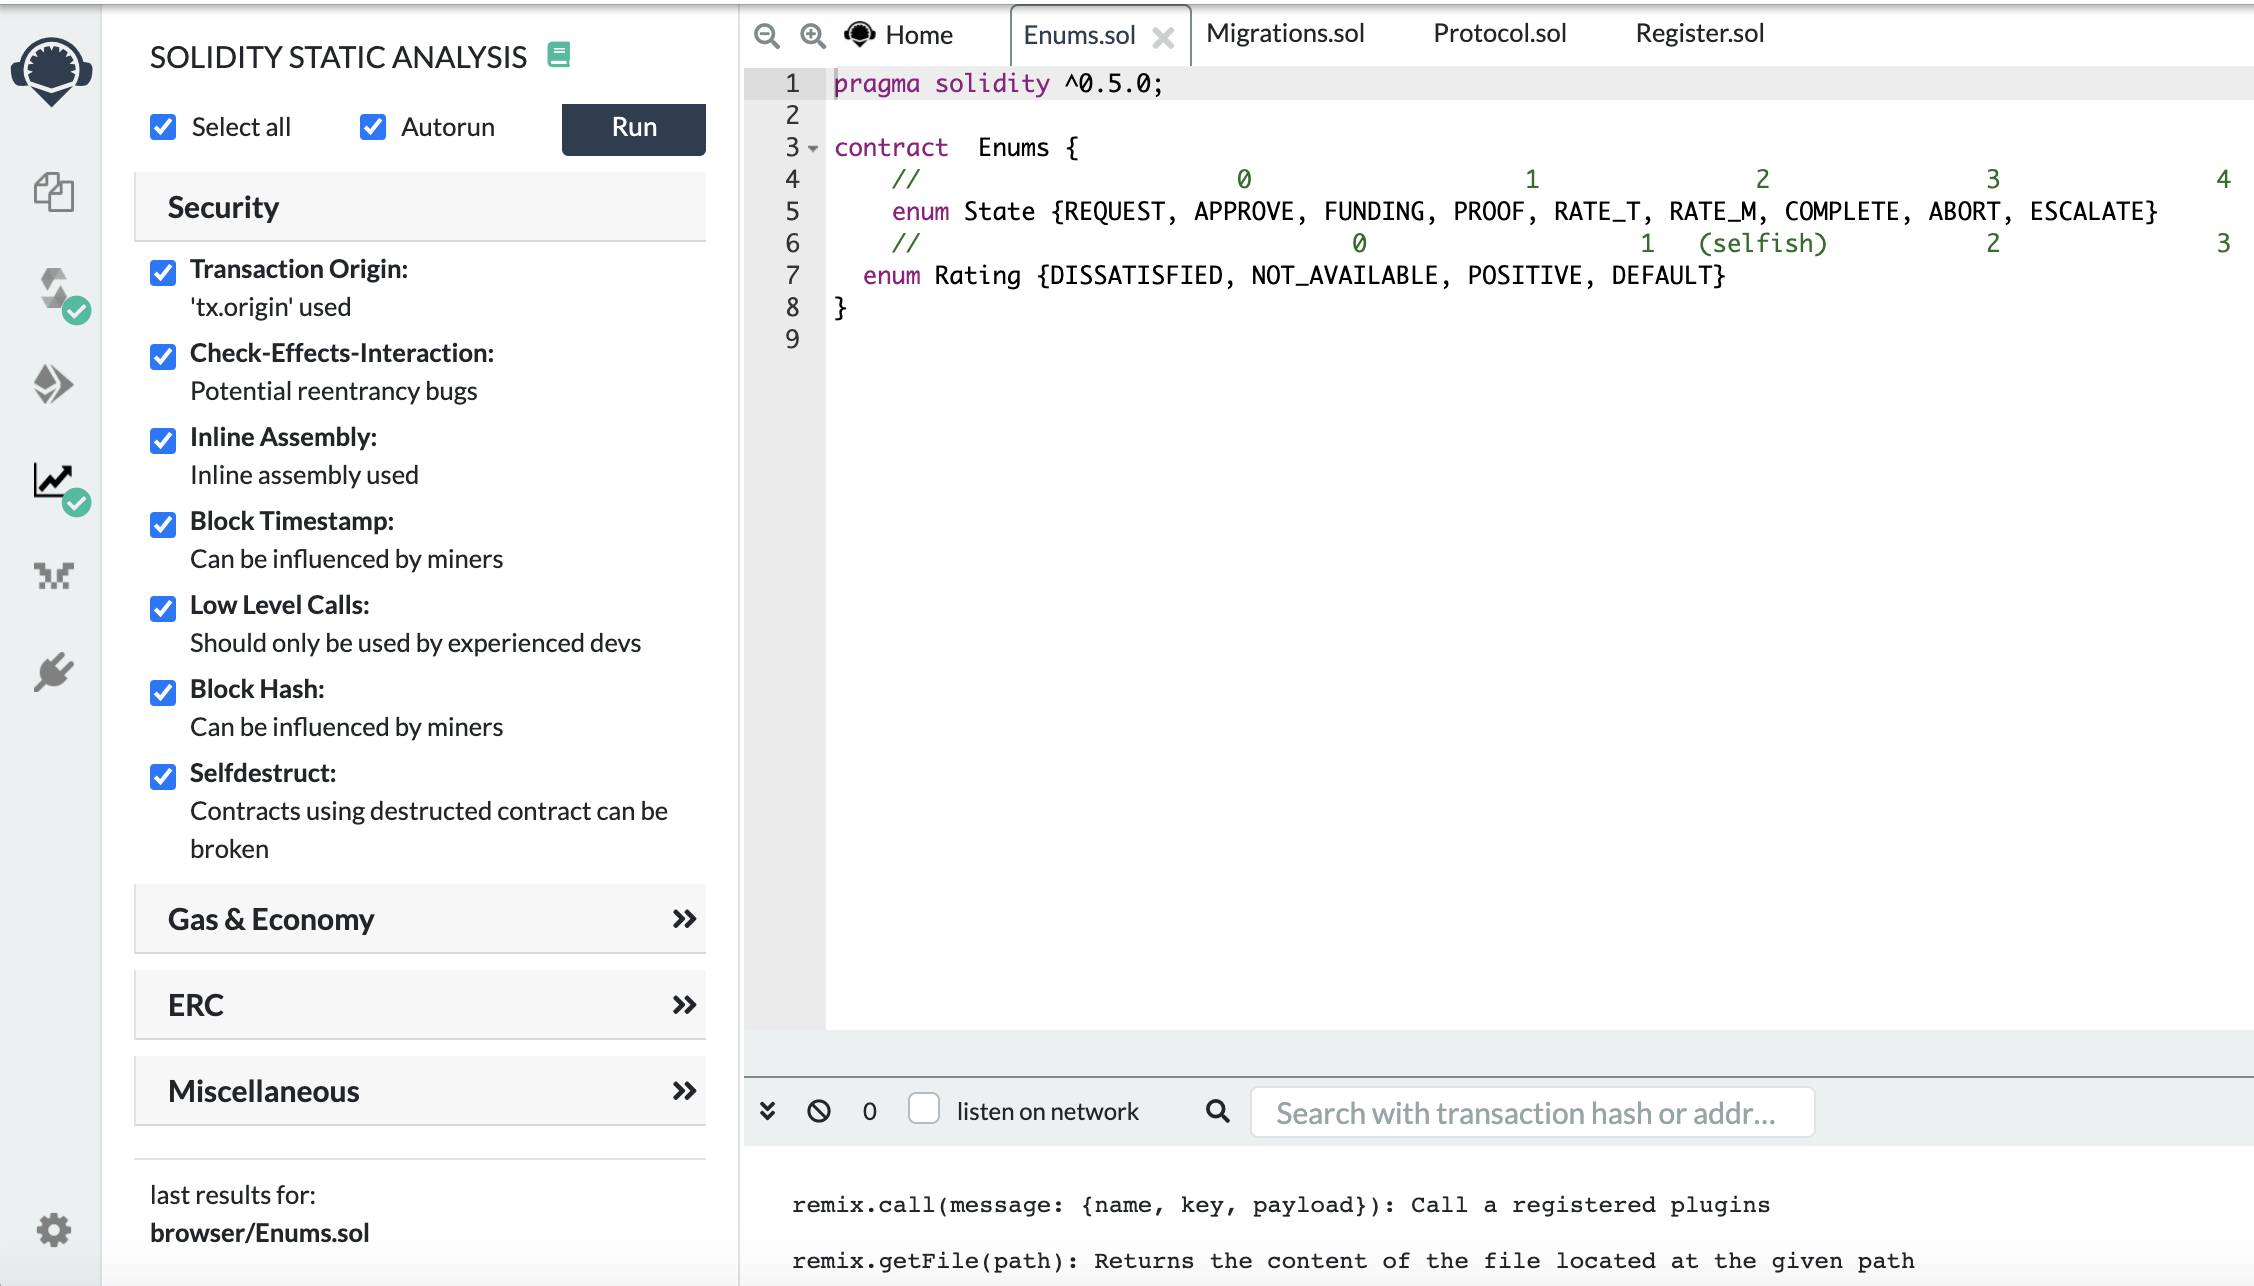 SOLIDITY STATIC ANALYSIS
Select all Autorun Run
Security
Transaction Origin:
'tx.origin' used
Check-Effects-Interaction:
Potential reentrancy bugs
Inline Assembly:
Inline assembly used
Block Timestamp:
Can be influenced by miners
Low Level Calls:
Should only be used by experienced devs
Block Hash:
Can be influenced by miners
Selfdestruct:
Contracts using destructed contract can be
broken
Gas & Economy
ERC
Miscellaneous
last results for:
browser/Enums.sol
Home Enums.sol Migrations.sol Protocol.sol Register.sol
1 pragma solidity ^0.5.0;
2
3 contract  Enums {
4     //                      0                   1               2               3               4
5     enum State {REQUEST, APPROVE, FUNDING, PROOF, RATE_T, RATE_M, COMPLETE, ABORT, ESCALATE}
6     //                              0                   1   (selfish)           2               3
7   enum Rating {DISSATISFIED, NOT_AVAILABLE, POSITIVE, DEFAULT}
8 }
9
0 listen on network Search with transaction hash or addr...
remix.call(message: {name, key, payload}): Call a registered plugins
remix.getFile(path): Returns the content of the file located at the given path